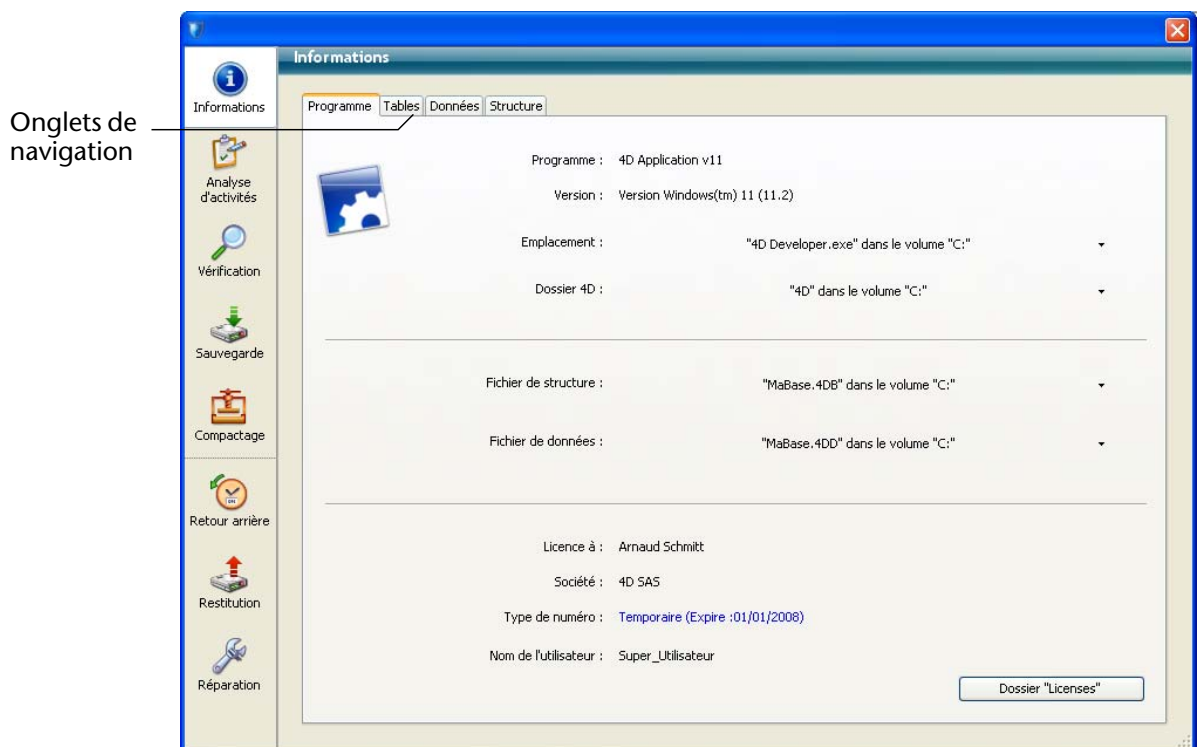 Onglets de
navigation
Informations
Informations
Analyse
d'activités
Vérification
Sauvegarde
Compactage
Retour arrière
Restitution
Réparation
Programme Tables Données Structure
Programme : 4D Application v11
Version : Version Windows(tm) 11 (11.2)
Emplacement : "4D Developer.exe" dans le volume "C:"
Dossier 4D : "4D" dans le volume "C:"
Fichier de structure : "MaBase.4DB" dans le volume "C:"
Fichier de données : "MaBase.4DD" dans le volume "C:"
Licence à : Arnaud Schmitt
Société : 4D SAS
Type de numéro : Temporaire (Expire :01/01/2008)
Nom de l'utilisateur : Super_Utilisateur
Dossier "Licenses"